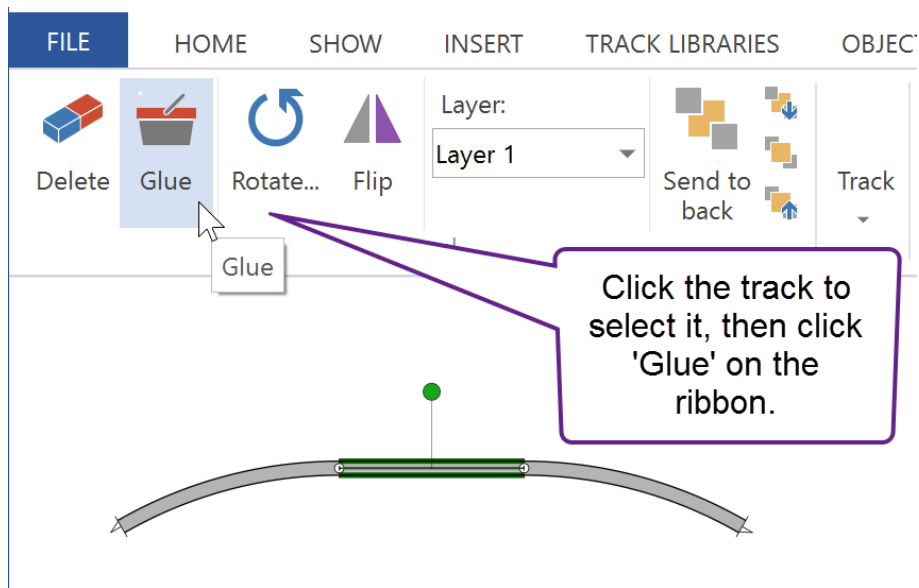 FILE HOME SHOW INSERT TRACK LIBRARIES OBJECT
Layer:
Layer 1
Delete Glue Rotate... Flip Send to Track
back
Glue
Click the track to
select it, then click
'Glue' on the
ribbon.